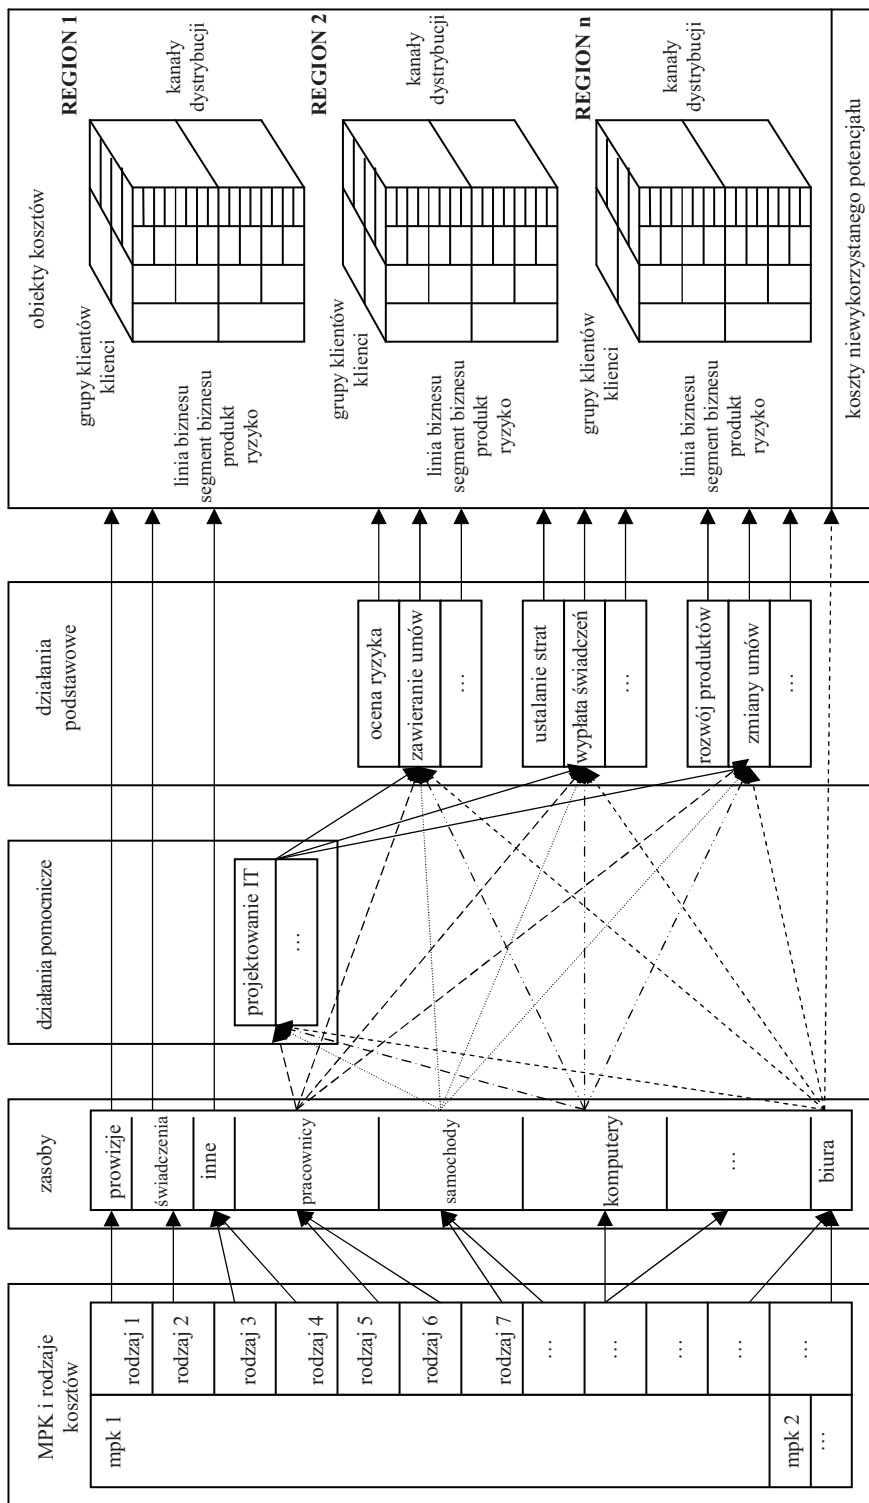 MPK i rodzaje
kosztów
mpk 1
rodzaj 1
rodzaj 2
rodzaj 3
rodzaj 4
rodzaj 5
rodzaj 6
rodzaj 7
…
…
…
…
mpk 2
…
…
zasoby
prowizje
świadczenia
inne
pracownicy
samochody
komputery
…
biura
działania pomocnicze
projektowanie IT
…
działania
podstawowe
ocena ryzyka
zawieranie umów
…
ustalanie strat
wypłata świadczeń
…
rozwój produktów
zmiany umów
…
obiekty kosztów
REGION 1
grupy klientów
klienci
kanały
dystrybucji
linia biznesu
segment biznesu
produkt
ryzyko
REGION 2
grupy klientów
klienci
kanały
dystrybucji
linia biznesu
segment biznesu
produkt
ryzyko
REGION n
grupy klientów
klienci
kanały
dystrybucji
linia biznesu
segment biznesu
produkt
ryzyko
koszty niewykorzystanego potencjału